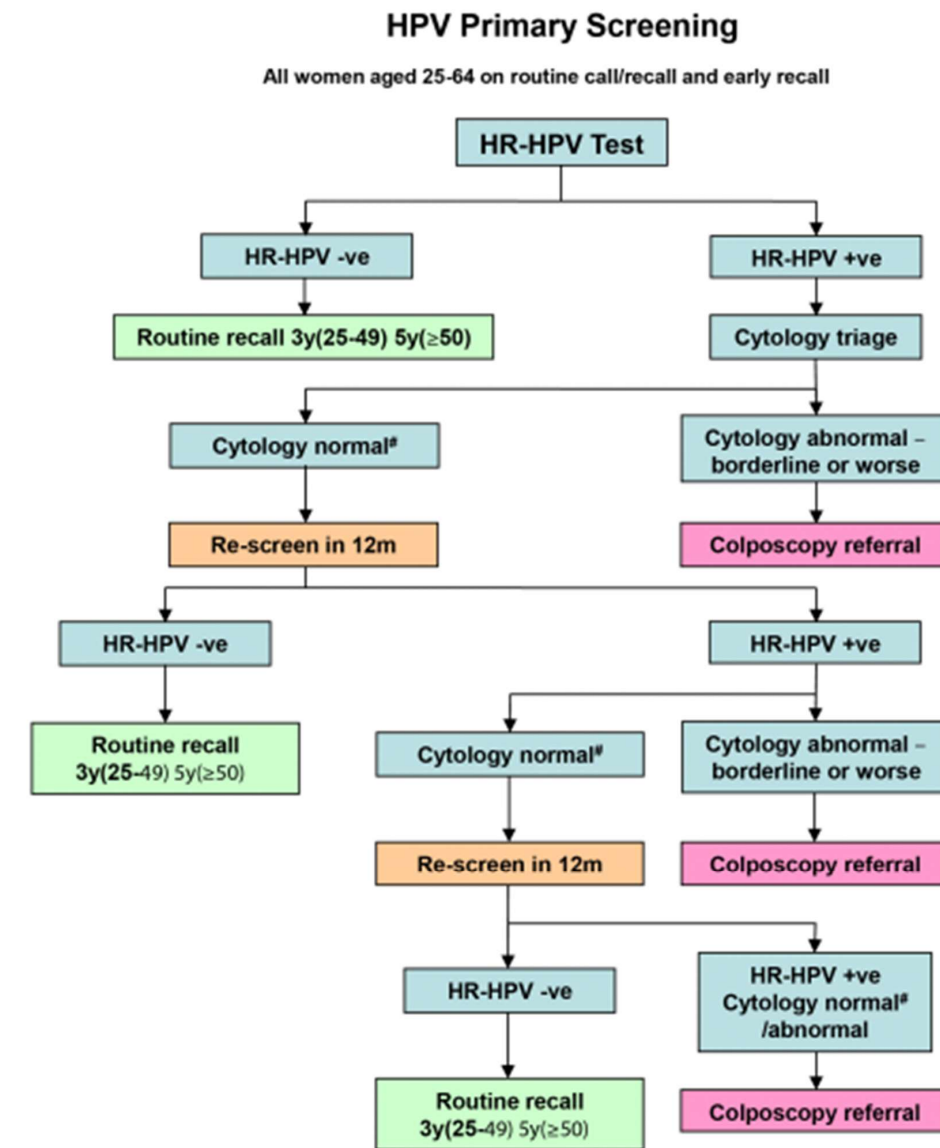 HPV Primary Screening
All women aged 25-64 on routine call/recall and early recall
HR-HPV Test
HR-HPV -ve
HR-HPV +ve
Routine recall 3y(25-49) 5y(≥50)
Cytology triage
Cytology normal#
Cytology abnormal –
borderline or worse
Re-screen in 12m
Colposcopy referral
HR-HPV -ve
HR-HPV +ve
Routine recall
3y(25-49) 5y(≥50)
Cytology normal#
Cytology abnormal –
borderline or worse
Re-screen in 12m
Colposcopy referral
HR-HPV -ve
HR-HPV +ve
Cytology normal#
/abnormal
Routine recall
3y(25-49) 5y(≥50)
Colposcopy referral